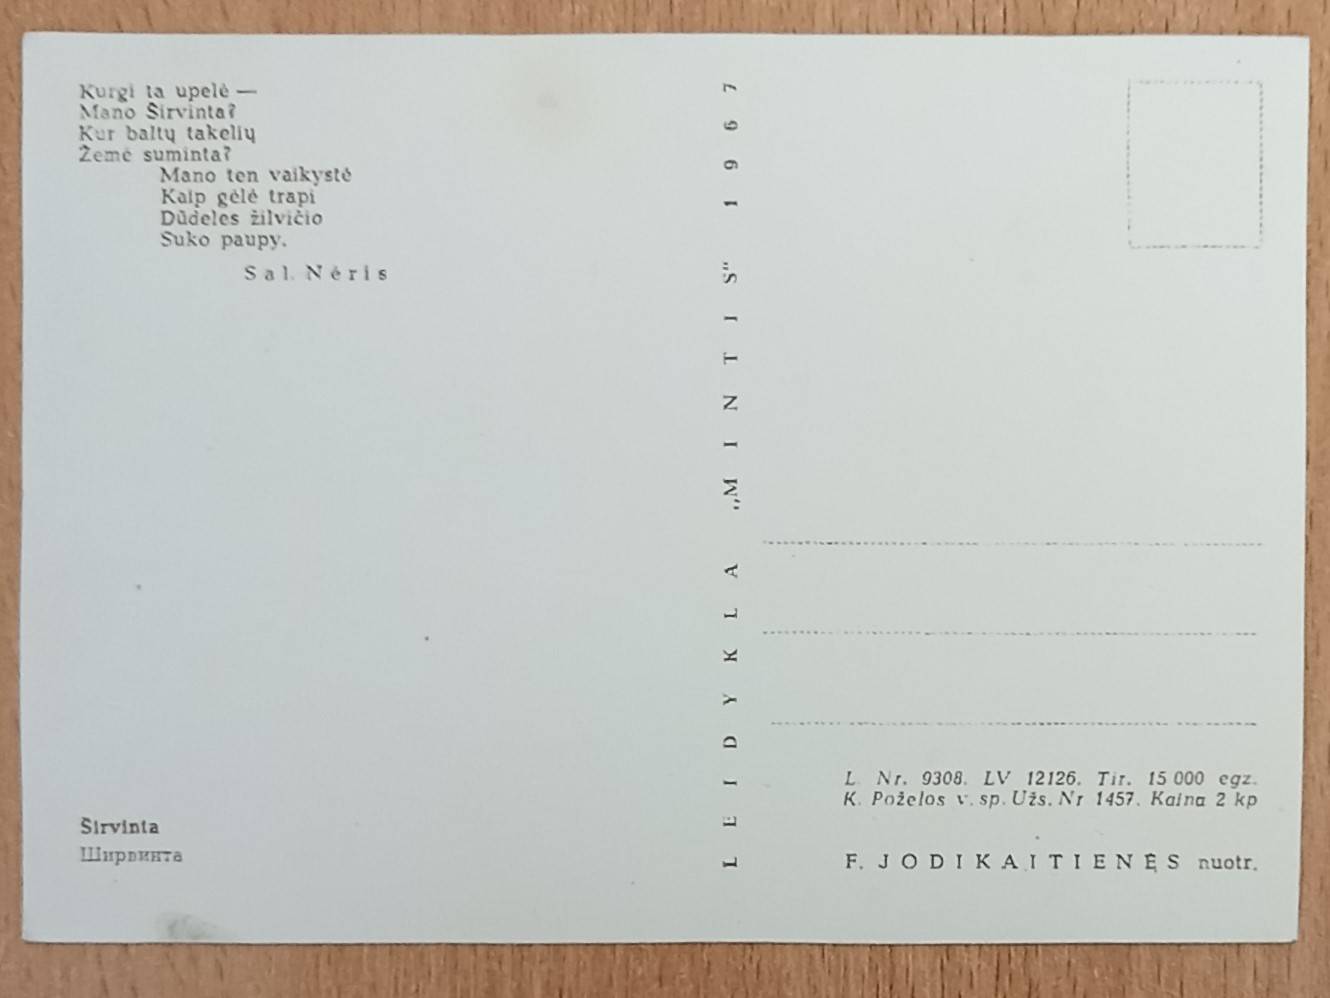 Kurgi ta upelė —
Mano Širvinta?
Kur baltų takelių
Žemė suminta?
Mano ten vaikystė
Kaip gėlė trapi
Dūdeles žilvičio
Suko paupy.
Sal. Nėris
Širvinta
Ширвинта
LEIDYKLA „MINTIS“ 1967
L. Nr. 9308. LV 12126. Tir. 15 000 egz.
K. Poželos v. sp. Užs. Nr 1457. Kaina 2 kp
F. JODIKAITIENĖS nuotr.